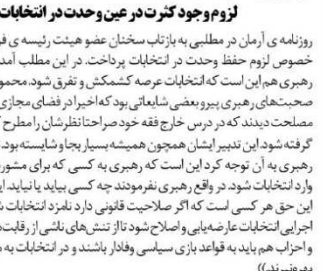 لزوم وجود کثرت در عین وحدت در انتخابات
روزنامه ی آرمان در مطلبی به بازتاب سخنان عضو هیئت رئیسه ی
خصوص لزوم حفظ وحدت در انتخابات پرداخت. در این مطلب آمد
رهبری هم این است که انتخابات عرصه کشمکش و تفرق شود. محمو
صحبت‌های رهبری پیرو بعضی شایعاتی بود که اخیرا در فضای مجازی
مصلحت دیدند که در درس خارج فقه خود صراحتا نظرشان را مطرح ک
گرفته شود. این تدبیر ایشان همچون همیشه بسیار بجا و شایسته بود.
رهبری به آن توجه کرد این است که رهبری به کسی که برای مشور
وارد انتخابات شود. در واقع رهبری نفرمودند چه کسی بیاید یا نیاید. ا
این حق هر کسی است که اگر صلاحیت قانونی دارد نامزد انتخابات
اجرایی انتخابات عارضه‌یابی و اصلاح شود تا از تنش‌های ناشی از رقابت
و احزاب هم باید به قواعد بازی سیاسی وفادار باشند و در انتخابات به